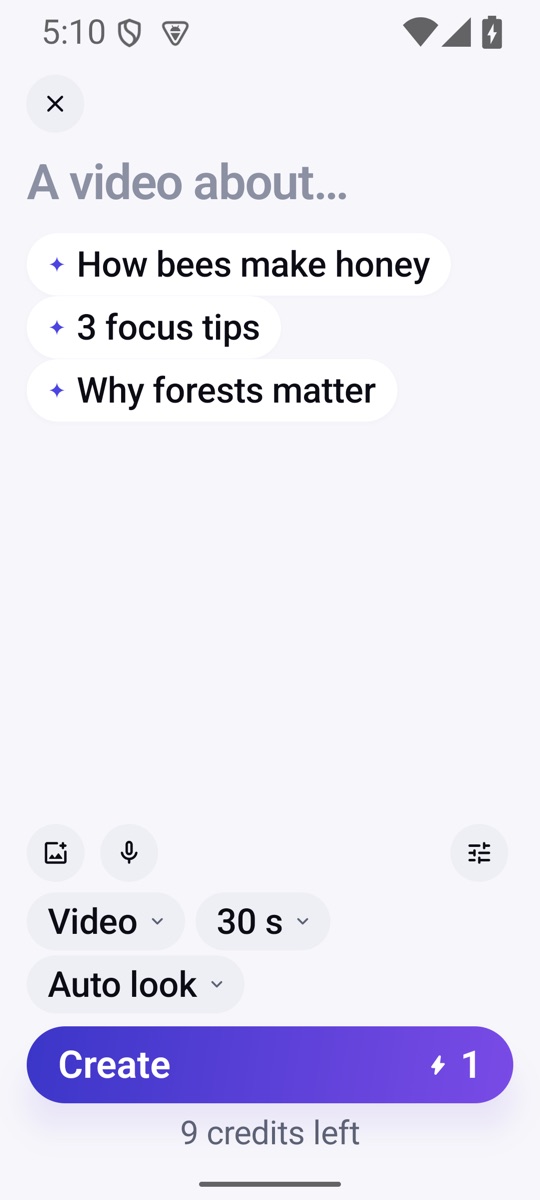 5:10
A video about…
How bees make honey
3 focus tips
Why forests matter
Video
30 s
Auto look
Create
1
9 credits left